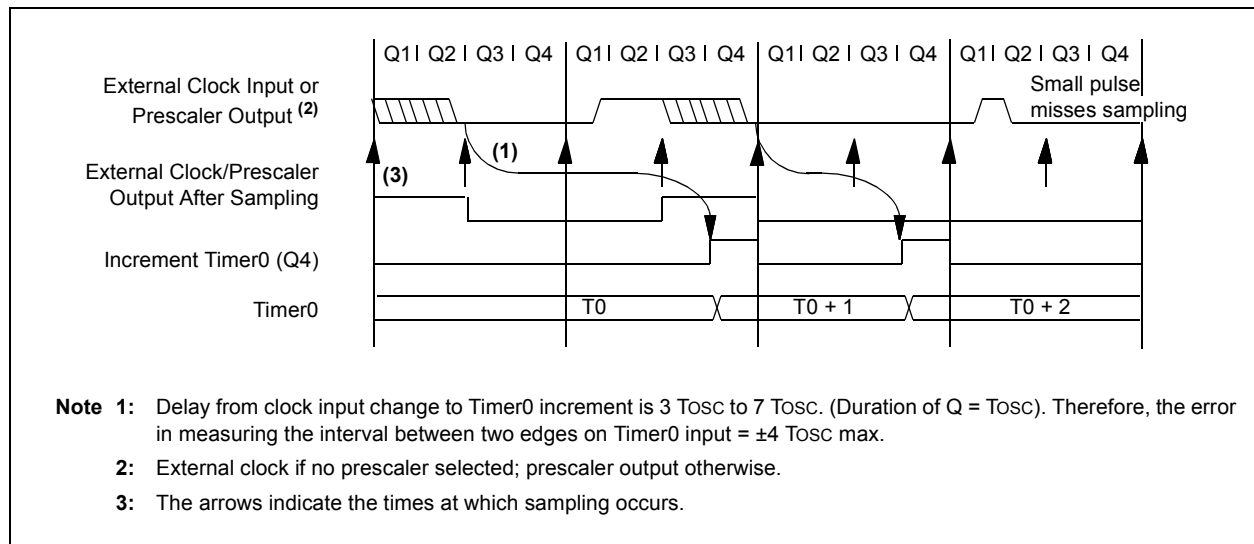 Q1 | Q2 | Q3 | Q4 | Q1 | Q2 | Q3 | Q4 | Q1 | Q2 | Q3 | Q4 | Q1 | Q2 | Q3 | Q4
External Clock Input or
Prescaler Output (2)
Small pulse
misses sampling
(1)
External Clock/Prescaler
Output After Sampling
(3)
Increment Timer0 (Q4)
Timer0 T0 T0 + 1 T0 + 2
Note 1: Delay from clock input change to Timer0 increment is 3 TOSC to 7 TOSC. (Duration of Q = TOSC). Therefore, the error
in measuring the interval between two edges on Timer0 input = ±4 TOSC max.
2: External clock if no prescaler selected; prescaler output otherwise.
3: The arrows indicate the times at which sampling occurs.